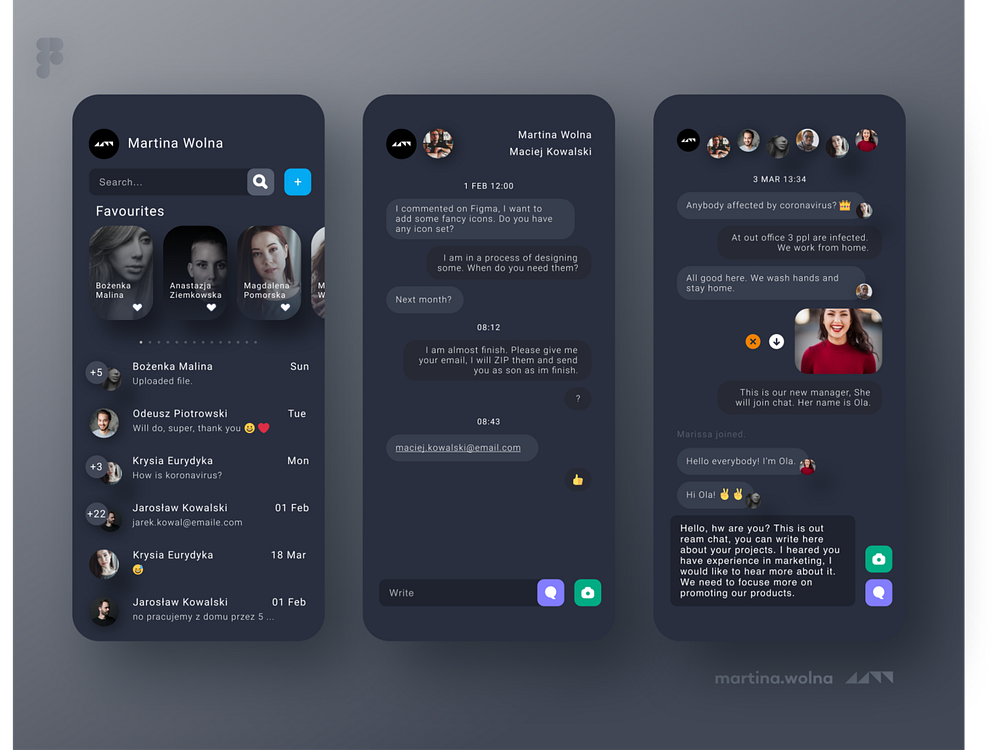 Martina Wolna
Search...
+
Favourites
Bożenka
Malina
Anastazja
Ziemkowska
Magdalena
Pomorska
M
W
+5
Bożenka Malina
Sun
Uploaded file.
Odeusz Piotrowski
Tue
Will do, super, thank you 😀 ❤️
+3
Krysia Eurydyka
Mon
How is koronavirus?
+22
Jarosław Kowalski
01 Feb
jarek.kowal@emaile.com
Krysia Eurydyka
18 Mar
😅
Jarosław Kowalski
01 Feb
no pracujemy z domu przez 5 ...
Martina Wolna
Maciej Kowalski
1 FEB 12:00
I commented on Figma, I want to
add some fancy icons. Do you have
any icon set?
I am in a process of designing
some. When do you need them?
Next month?
08:12
I am almost finish. Please give me
your email, I will ZIP them and send
you as son as im finish.
?
08:43
maciej.kowalski@email.com
👍
Write
3 MAR 13:34
Anybody affected by coronavirus? 👑
At out office 3 ppl are infected.
We work from home.
All good here. We wash hands and
stay home.
This is our new manager, She
will join chat. Her name is Ola.
Marissa joined.
Hello everybody! I'm Ola.
Hi Ola! ✌️ ✌️
Hello, hw are you? This is out
ream chat, you can write here
about your projects. I heared you
have experience in marketing, I
would like to hear more about it.
We need to focuse more on
promoting our products.
martina.wolna